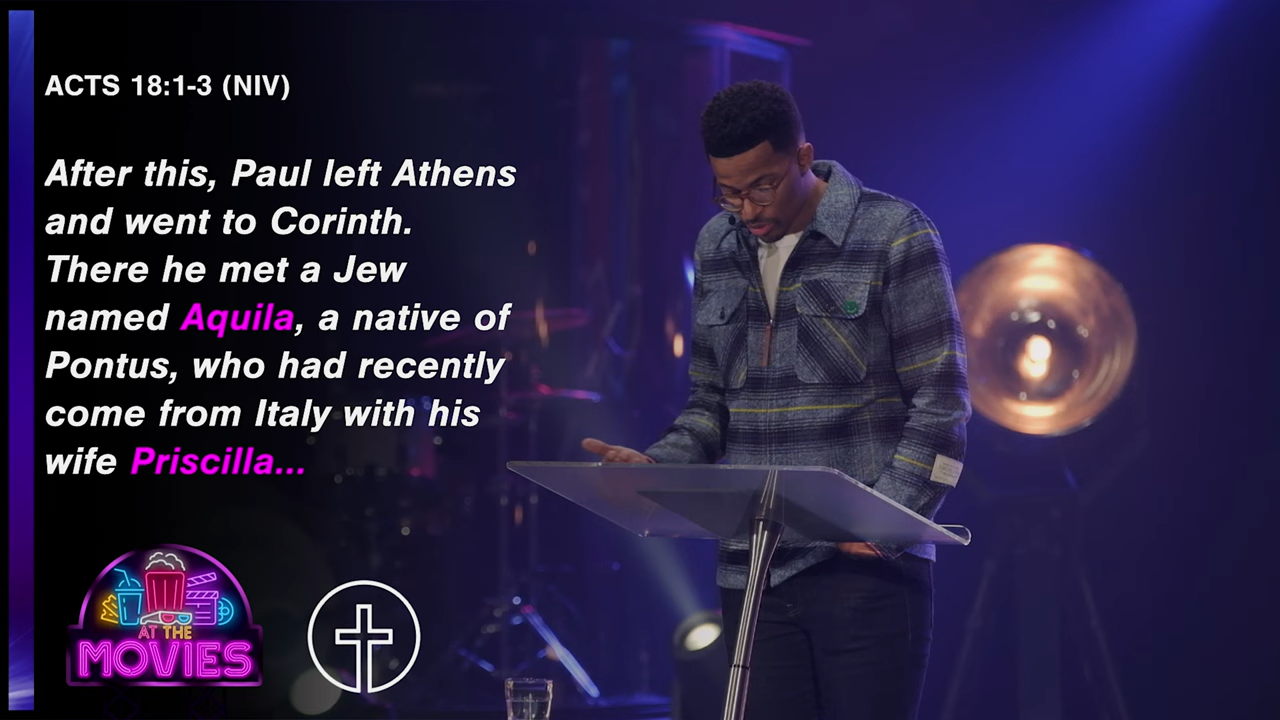 ACTS 18:1-3 (NIV)
After this, Paul left Athens
and went to Corinth.
There he met a Jew
named Aquila, a native of
Pontus, who had recently
come from Italy with his
wife Priscilla...
AT THE
MOVIES